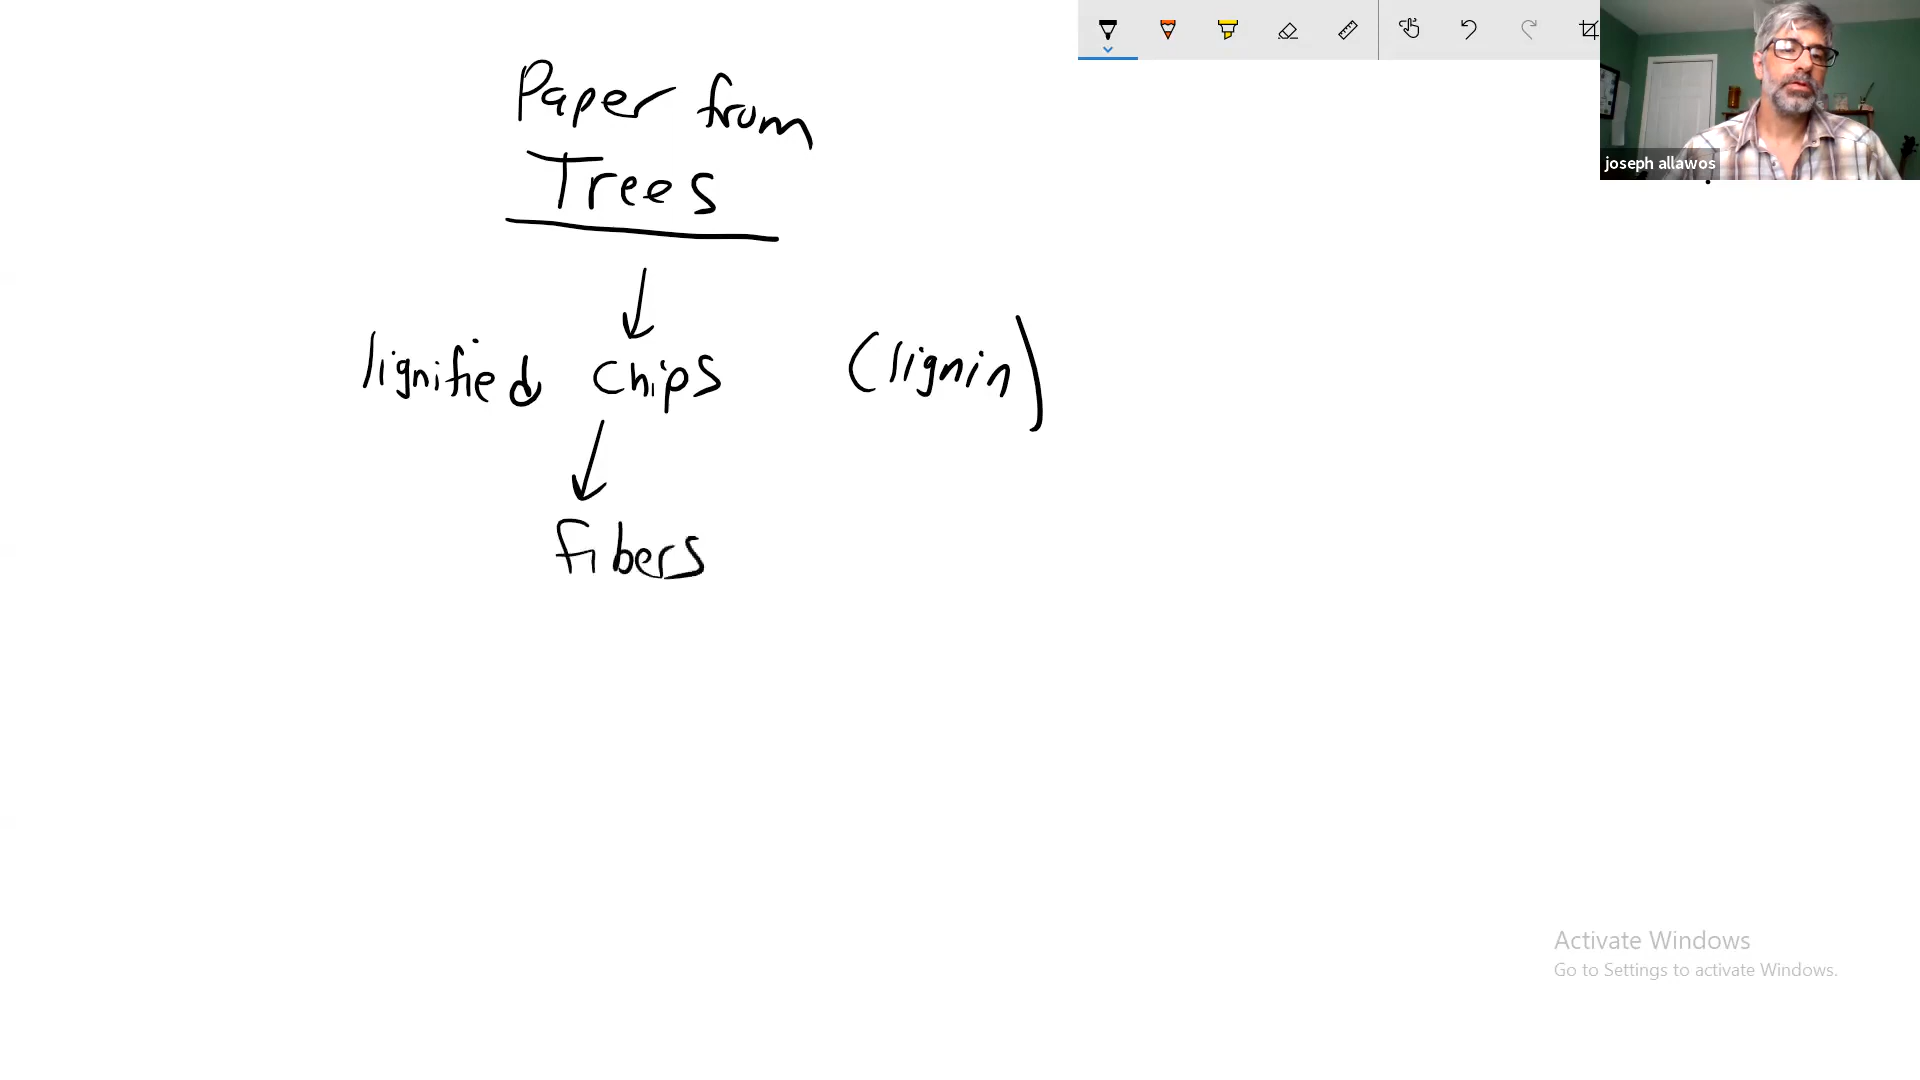 Paper from
Trees
lignified chips (lignin)
fibers
joseph allawos
Activate Windows
Go to Settings to activate Windows.